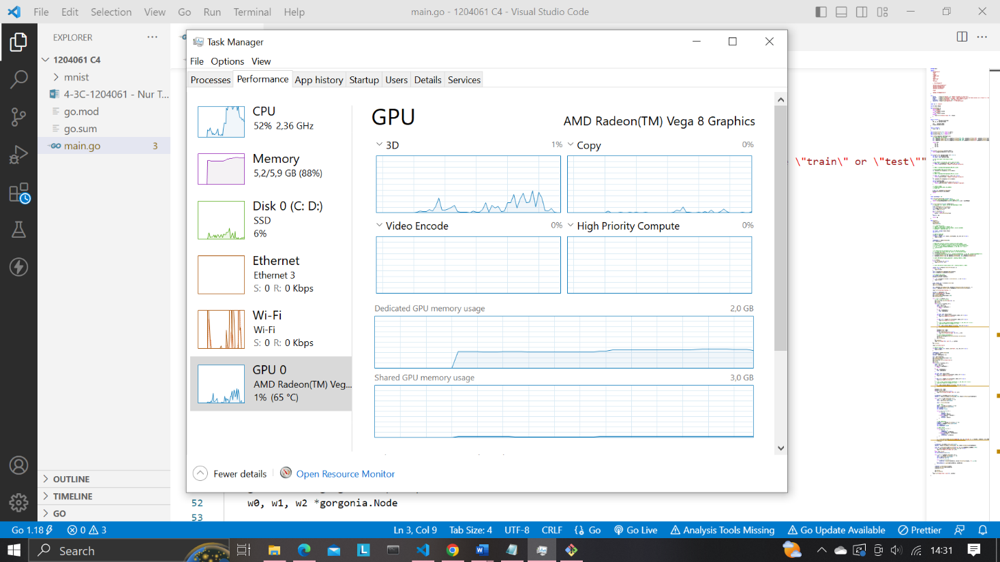 File Edit Selection View Go Run Terminal Help
main.go - 1204061 C4 - Visual Studio Code
EXPLORER
1204061 C4
mnist
4-3C-1204061 - Nur T...
go.mod
go.sum
main.go 3
OUTLINE
TIMELINE
GO
Task Manager
File Options View
Processes Performance App history Startup Users Details Services
CPU
52% 2,36 GHz
Memory
5,2/5,9 GB (88%)
Disk 0 (C: D:)
SSD
6%
Ethernet
Ethernet 3
S: 0 R: 0 Kbps
Wi-Fi
Wi-Fi
S: 0 R: 0 Kbps
GPU 0
AMD Radeon(TM) Veg...
1% (65 °C)
GPU
AMD Radeon(TM) Vega 8 Graphics
3D 1% Copy 0%
Video Encode 0% High Priority Compute 0%
Dedicated GPU memory usage 2,0 GB
Shared GPU memory usage 3,0 GB
Fewer details Open Resource Monitor
\"train\" or \"test\""
52 w0, w1, w2 *gorgonia.Node
53
Go 1.18 0 3 Ln 3, Col 9 Tab Size: 4 UTF-8 CRLF Go Go Live Analysis Tools Missing Go Update Available Prettier
Search 14:31